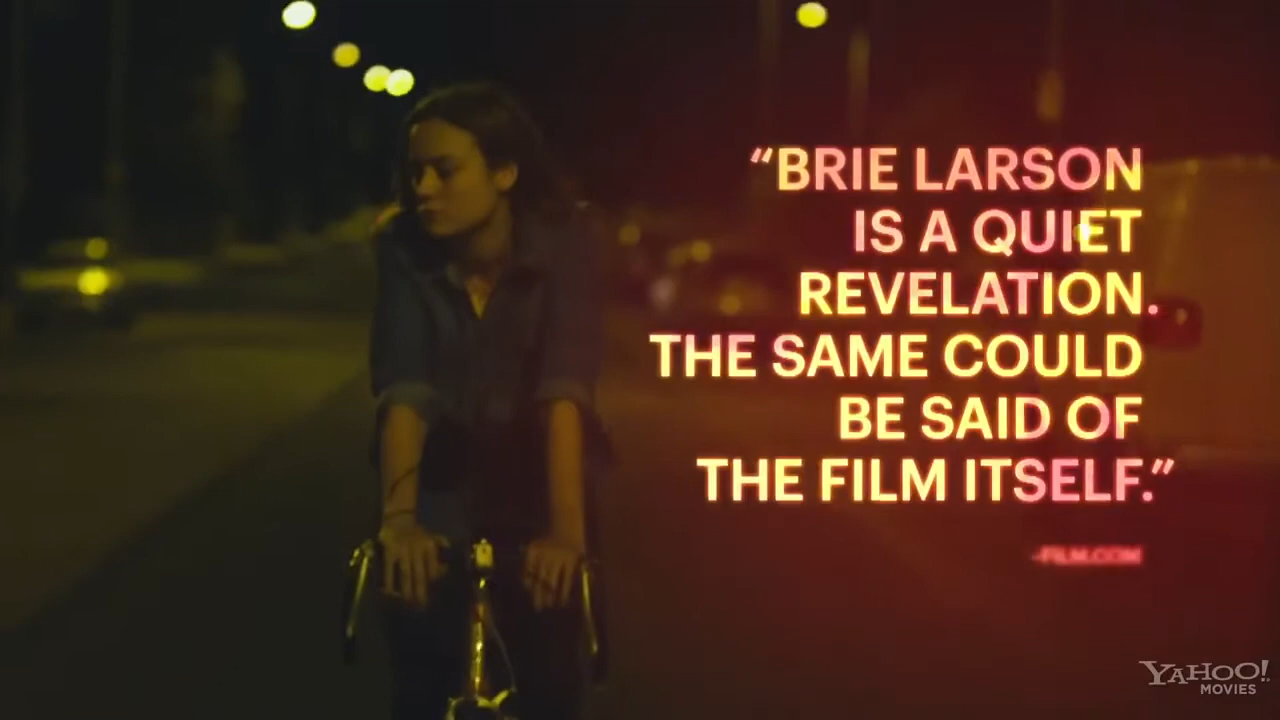 “BRIE LARSON
IS A QUIET
REVELATION.
THE SAME COULD
BE SAID OF
THE FILM ITSELF.”
-FILM.COM
YAHOO!
MOVIES